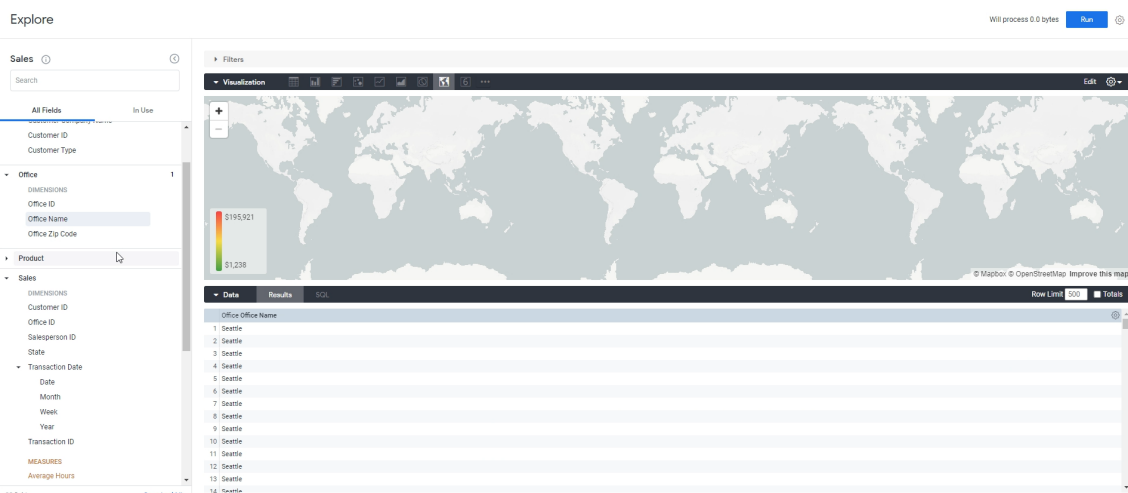 Explore
Will process 0.0 bytes
Run
Sales
Search
All Fields
In Use
Customer ID
Customer Type
Office
1
DIMENSIONS
Office ID
Office Name
Office Zip Code
Product
Sales
DIMENSIONS
Customer ID
Office ID
Salesperson ID
State
Transaction Date
Date
Month
Week
Year
Transaction ID
MEASURES
Average Hours
Filters
Visualization
6
Edit
+
−
$195,921
$1,238
© Mapbox © OpenStreetMap Improve this map
Data
Results
SQL
Row Limit 500
Totals
Office Office Name
1 Seattle
2 Seattle
3 Seattle
4 Seattle
5 Seattle
6 Seattle
7 Seattle
8 Seattle
9 Seattle
10 Seattle
11 Seattle
12 Seattle
13 Seattle
14 Seattle